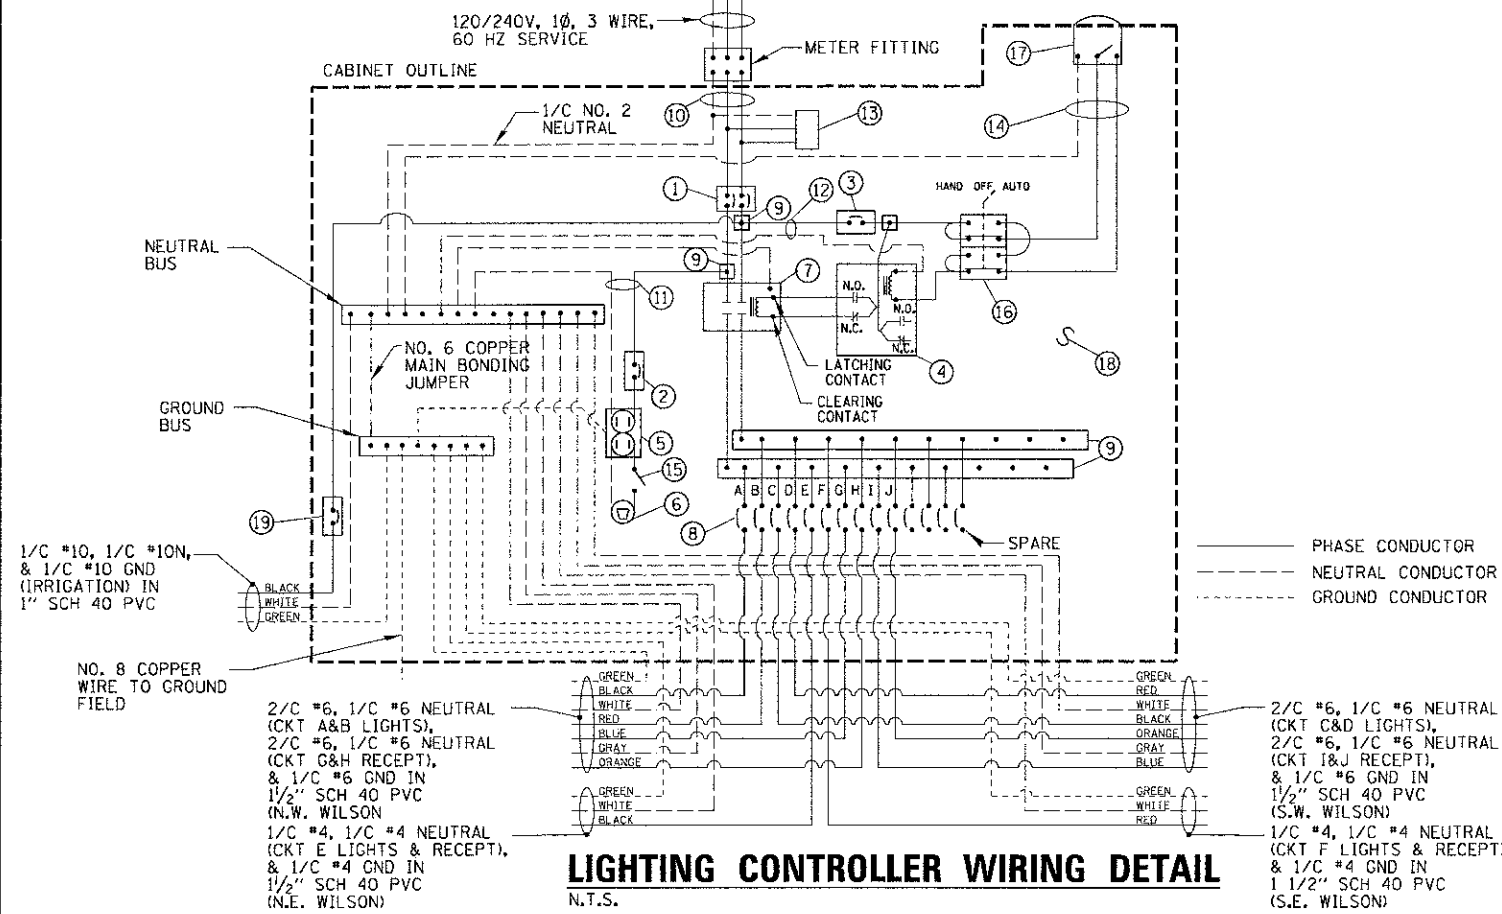 120/240V, 1Ø, 3 WIRE,
60 HZ SERVICE
METER FITTING
CABINET OUTLINE
17
10
1/C NO. 2
NEUTRAL
13
14
1
9
12
3
HAND OFF AUTO
NEUTRAL
BUS
9
7
11
N.O.
N.C.
N.O.
N.C.
16
18
NO. 6 COPPER
MAIN BONDING
JUMPER
LATCHING
CONTACT
4
2
CLEARING
CONTACT
GROUND
BUS
5
9
15
A B C D E F G H I J
6
8
19
SPARE
1/C #10, 1/C #10N,
& 1/C #10 GND
(IRRIGATION) IN
1" SCH 40 PVC
BLACK
WHITE
GREEN
PHASE CONDUCTOR
NEUTRAL CONDUCTOR
GROUND CONDUCTOR
NO. 8 COPPER
WIRE TO GROUND
FIELD
2/C #6, 1/C #6 NEUTRAL
(CKT A&B LIGHTS),
2/C #6, 1/C #6 NEUTRAL
(CKT G&H RECEPT),
& 1/C #6 GND IN
1 1/2" SCH 40 PVC
(N.W. WILSON
1/C #4, 1/C #4 NEUTRAL
(CKT E LIGHTS & RECEPT),
& 1/C #4 GND IN
1 1/2" SCH 40 PVC
(N.E. WILSON)
GREEN
BLACK
WHITE
RED
BLUE
GRAY
ORANGE
GREEN
WHITE
BLACK
GREEN
RED
WHITE
BLACK
ORANGE
GRAY
BLUE
GREEN
WHITE
RED
2/C #6, 1/C #6 NEUTRAL
(CKT C&D LIGHTS),
2/C #6, 1/C #6 NEUTRAL
(CKT I&J RECEPT),
& 1/C #6 GND IN
1 1/2" SCH 40 PVC
(S.W. WILSON)
1/C #4, 1/C #4 NEUTRAL
(CKT F LIGHTS & RECEPT)
& 1/C #4 GND IN
1 1/2" SCH 40 PVC
(S.E. WILSON)
LIGHTING CONTROLLER WIRING DETAIL
N.T.S.